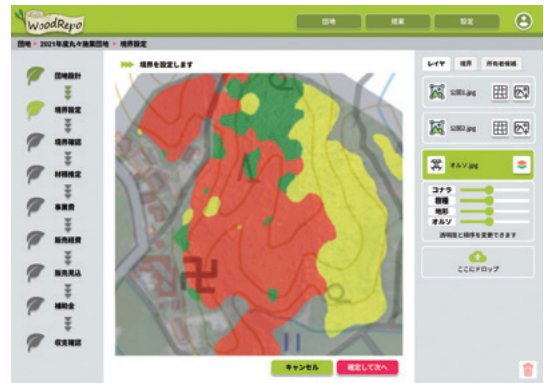 WoodRepo
団地
提案
設定
団地 ▶ 2021年度丸々施業団地 ▶ 境界設定
団地設計
境界設定
境界確認
材積推定
事業費
販売経費
販売見込
補助金
収支確認
境界を設定します
キャンセル
確定して次へ
レイヤ
境界
所有者候補
公図1.jpg
公図2.jpg
オルソ.jpg
コナラ
樹種
地形
オルソ
透明度と順序を変更できます
ここにドロップ